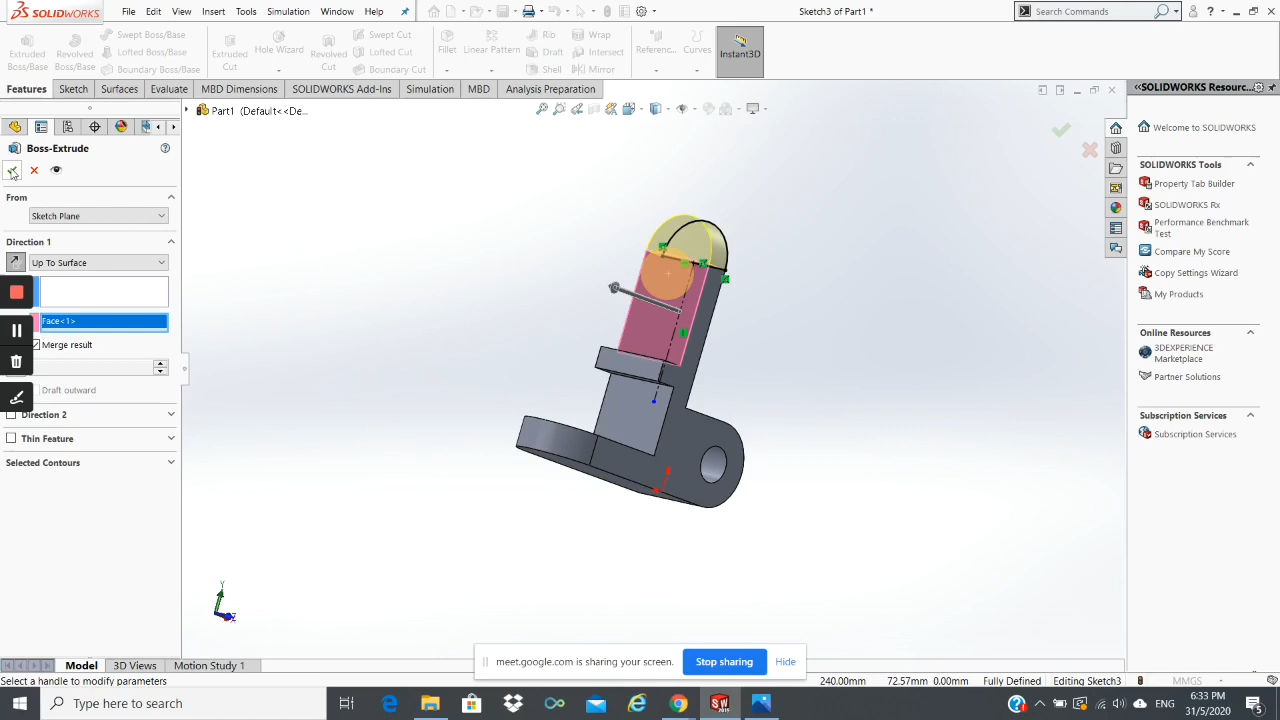 SOLIDWORKS File Edit View Insert Tools Simulation Window Help Sketch3 of Part1 * Search Commands
Extruded Boss/Base Revolved Boss/Base Swept Boss/Base Lofted Boss/Base Boundary Boss/Base Extruded Cut Hole Wizard Revolved Cut Swept Cut Lofted Cut Boundary Cut Fillet Linear Pattern Rib Draft Shell Wrap Intersect Mirror Referenc... Curves Instant3D
Features Sketch Surfaces Evaluate MBD Dimensions SOLIDWORKS Add-Ins Simulation MBD Analysis Preparation
«SOLIDWORKS Resourc...
Part1 (Default<<De...
Boss-Extrude
From
Sketch Plane
Direction 1
Up To Surface
Face<1>
Merge result
Draft outward
Direction 2
Thin Feature
Selected Contours
Welcome to SOLIDWORKS
SOLIDWORKS Tools
Property Tab Builder
SOLIDWORKS Rx
Performance Benchmark
Test
Compare My Score
Copy Settings Wizard
My Products
Online Resources
3DEXPERIENCE
Marketplace
Partner Solutions
Subscription Services
Subscription Services
Y
Z
meet.google.com is sharing your screen. Stop sharing Hide
Model 3D Views Motion Study 1
Select a handle to modify parameters 240.00mm 72.57mm 0.00mm Fully Defined Editing Sketch3 MMGS
Type here to search
SW
2015
ENG
6:33 PM
31/5/2020
5